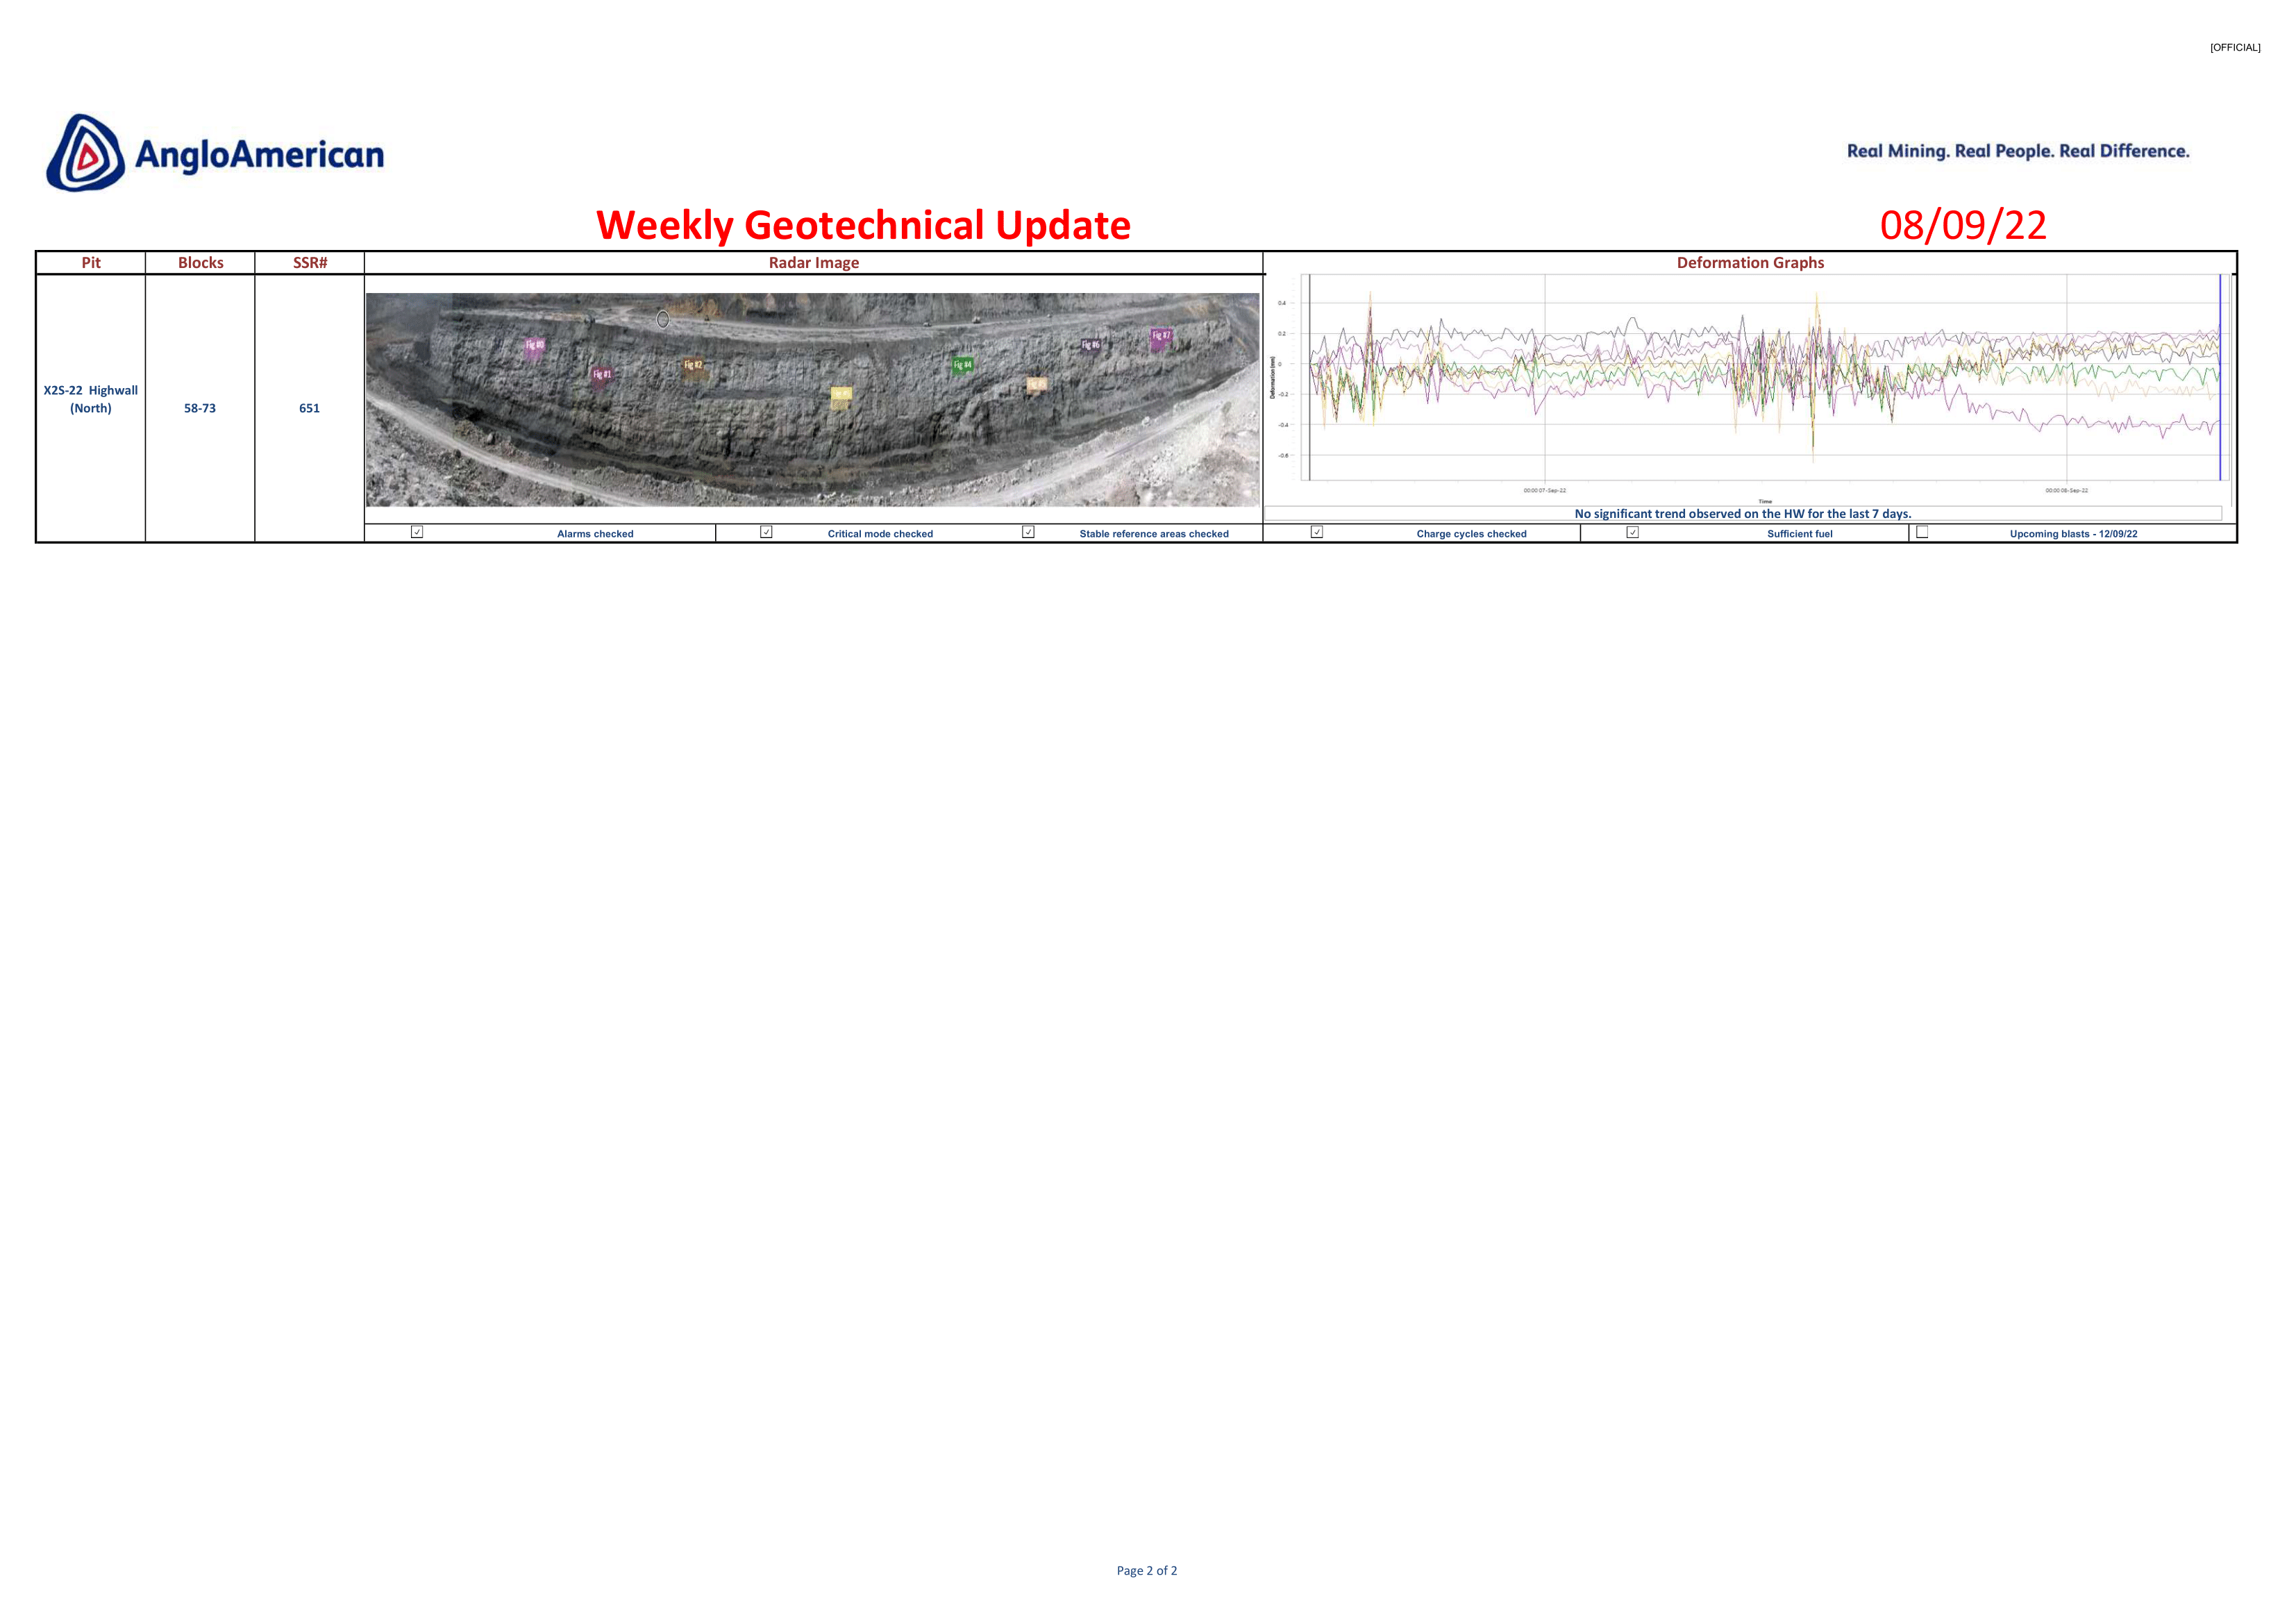 [OFFICIAL]
AngloAmerican
Real Mining. Real People. Real Difference.
Weekly Geotechnical Update
08/09/22
Pit
Blocks
SSR#
Radar Image
Deformation Graphs
X2S-22 Highwall
(North)
58-73
651
Fig #0
Fig #1
Fig #2
Fig #4
Fig #6
Fig #7
Deformation (mm)
0.4
0.2
0
-0.2
-0.4
-0.6
00:00 07-Sep-22
00:00 08-Sep-22
Time
No significant trend observed on the HW for the last 7 days.
Alarms checked
Critical mode checked
Stable reference areas checked
Charge cycles checked
Sufficient fuel
Upcoming blasts - 12/09/22
Page 2 of 2